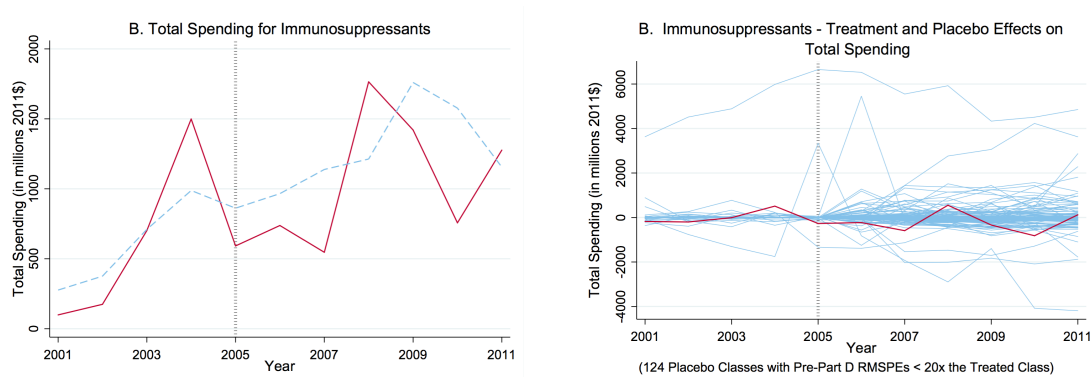 B. Total Spending for Immunosuppressants
Total Spending (in millions 2011$)
2000
1500
1000
500
0
2001 2003 2005 2007 2009 2011
Year
B. Immunosuppressants - Treatment and Placebo Effects on
Total Spending
Total Spending (in millions 2011$)
6000
4000
2000
0
-2000
-4000
2001 2003 2005 2007 2009 2011
Year
(124 Placebo Classes with Pre-Part D RMSPEs < 20x the Treated Class)